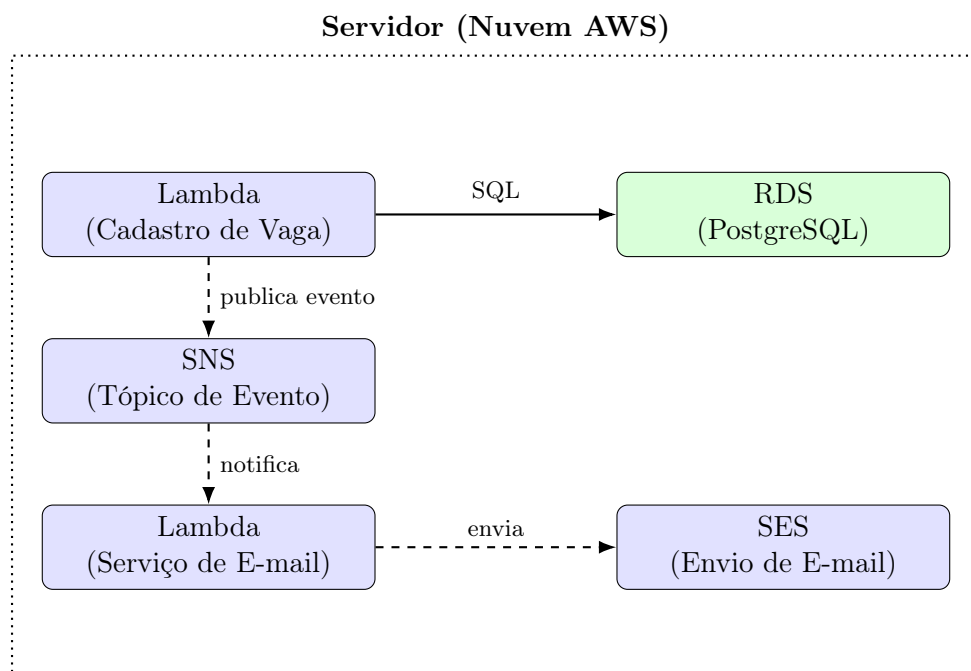 Servidor (Nuvem AWS)
Lambda
(Cadastro de Vaga)
SQL
RDS
(PostgreSQL)
publica evento
SNS
(Tópico de Evento)
notifica
Lambda
(Serviço de E-mail)
envia
SES
(Envio de E-mail)